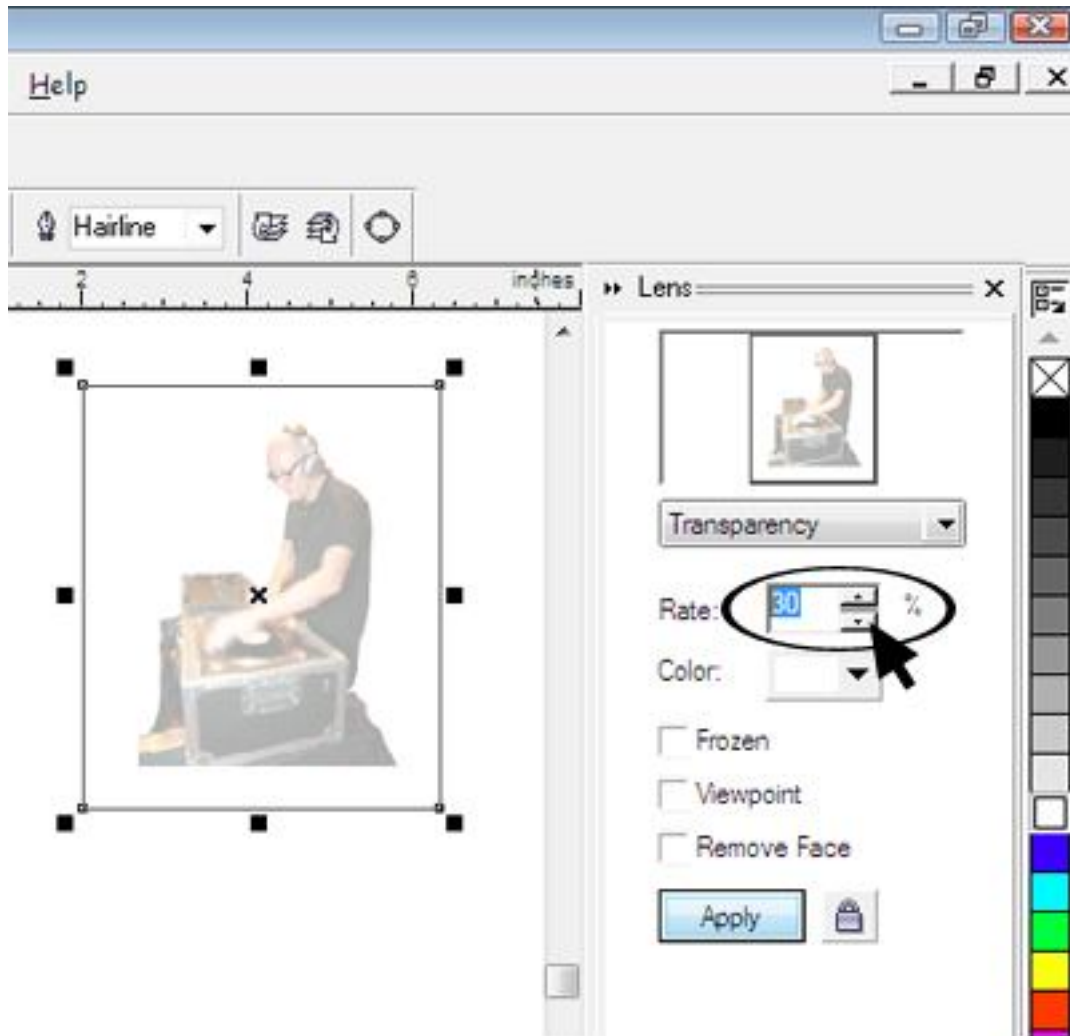 Help
Hairline
2 4 6 inches
Lens
Transparency
Rate: 30 %
Color:
Frozen
Viewpoint
Remove Face
Apply